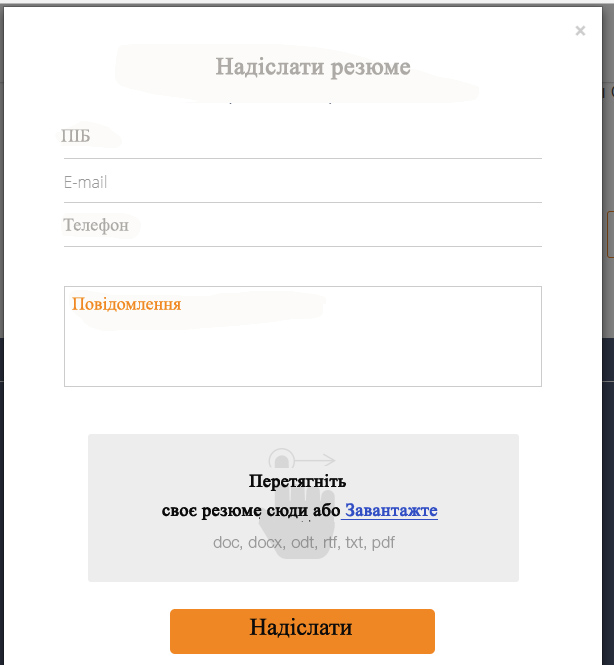 ×
Надіслати резюме
ПІБ
E-mail
Телефон
Повідомлення
Перетягніть
своє резюме сюди або Завантажте
doc, docx, odt, rtf, txt, pdf
Надіслати